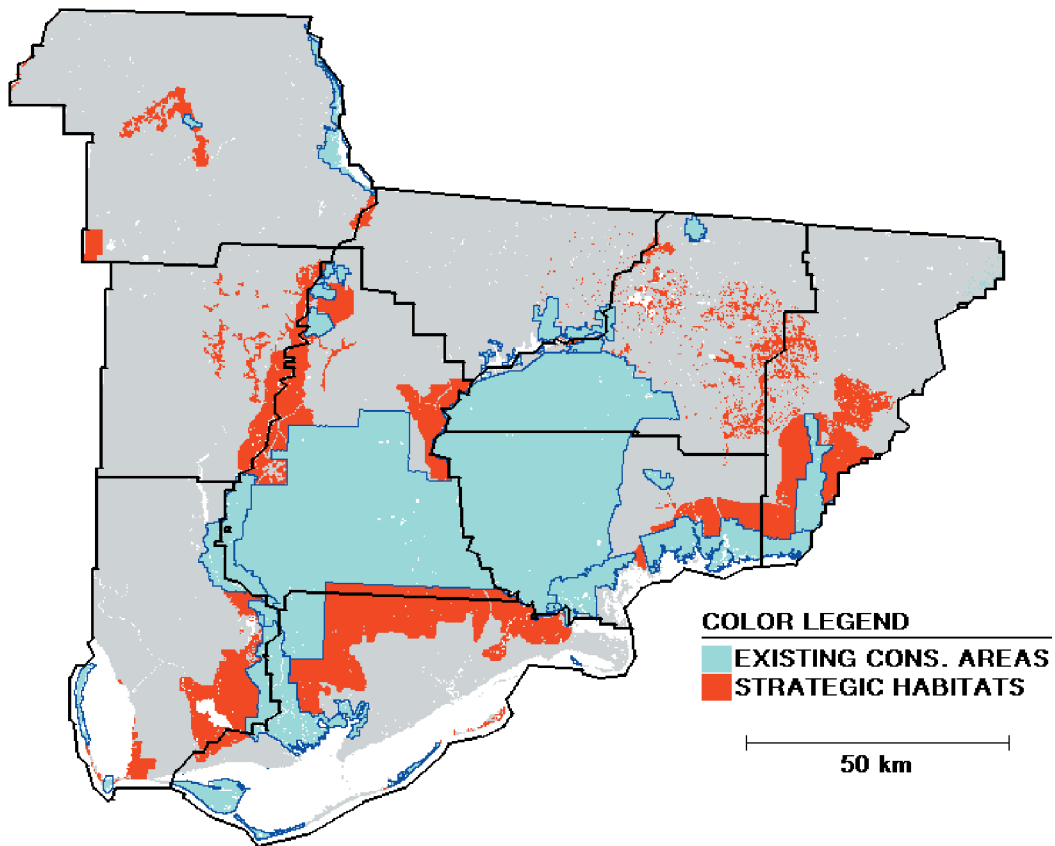 COLOR LEGEND
EXISTING CONS. AREAS
STRATEGIC HABITATS
50 km